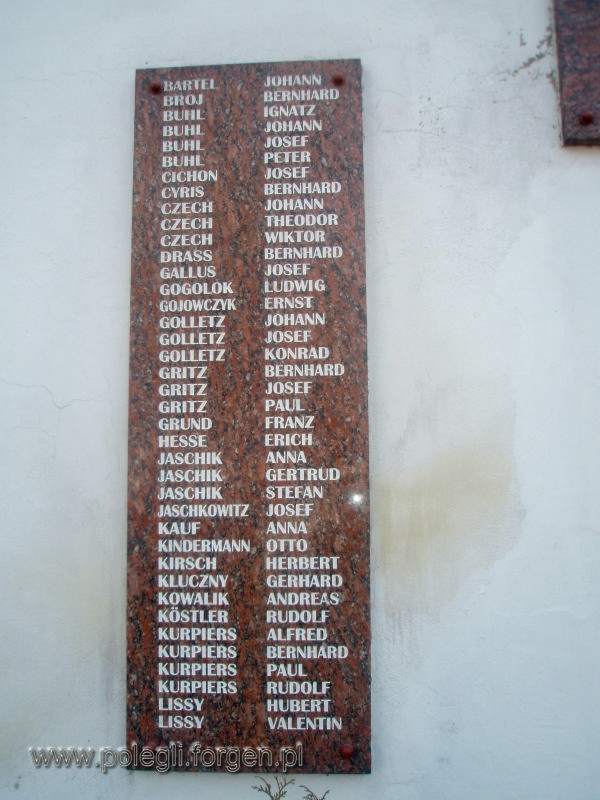 BARTEL JOHANN
BROJ BERNHARD
BUHL IGNATZ
BUHL JOHANN
BUHL JOSEF
BUHL PETER
CICHON JOSEF
CYRIS BERNHARD
CZECH JOHANN
CZECH THEODOR
CZECH WIKTOR
DRASS BERNHARD
GALLUS JOSEF
GOGOLOK LUDWIG
GOJOWCZYK ERNST
GOLLETZ JOHANN
GOLLETZ JOSEF
GOLLETZ KONRAD
GRITZ BERNHARD
GRITZ JOSEF
GRITZ PAUL
GRUND FRANZ
HESSE ERICH
JASCHIK ANNA
JASCHIK GERTRUD
JASCHIK STEFAN
JASCHKOWITZ JOSEF
KAUF ANNA
KINDERMANN OTTO
KIRSCH HERBERT
KLUCZNY GERHARD
KOWALIK ANDREAS
KÖSTLER RUDOLF
KURPIERS ALFRED
KURPIERS BERNHARD
KURPIERS PAUL
KURPIERS RUDOLF
LISSY HUBERT
LISSY VALENTIN
www.polegli.forgen.pl